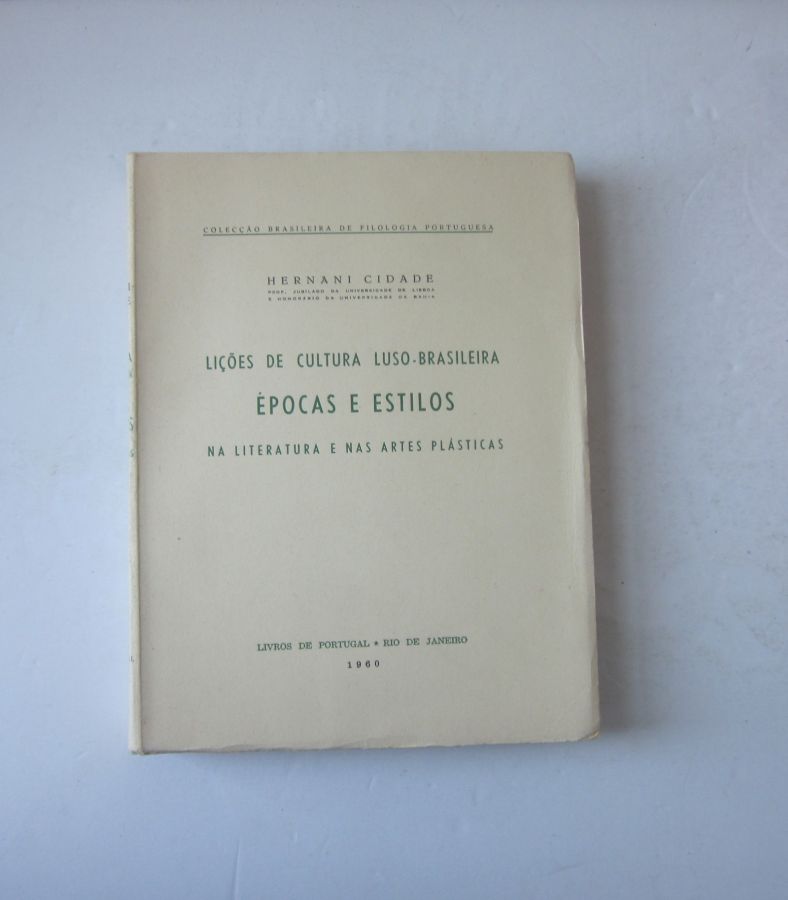 COLECÇÃO BRASILEIRA DE FILOLOGIA PORTUGUESA
HERNANI CIDADE
PROF. JUBILADO DA UNIVERSIDADE DE LISBOA
E HONORÁRIO DA UNIVERSIDADE DA BAHIA
LIÇÕES DE CULTURA LUSO-BRASILEIRA
ÉPOCAS E ESTILOS
NA LITERATURA E NAS ARTES PLÁSTICAS
LIVROS DE PORTUGAL * RIO DE JANEIRO
1960